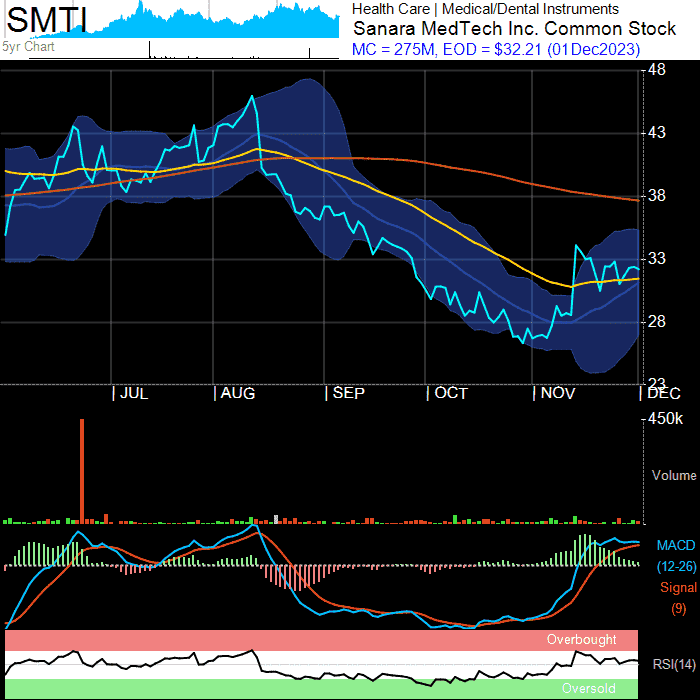 SMTI
Health Care | Medical/Dental Instruments
Sanara MedTech Inc. Common Stock
5yr Chart
MC = 275M, EOD = $32.21 (01Dec2023)
48
43
38
33
28
23
JUL AUG SEP OCT NOV DEC
450k
Volume
MACD
(12-26)
Signal
(9)
Overbought
RSI(14)
Oversold